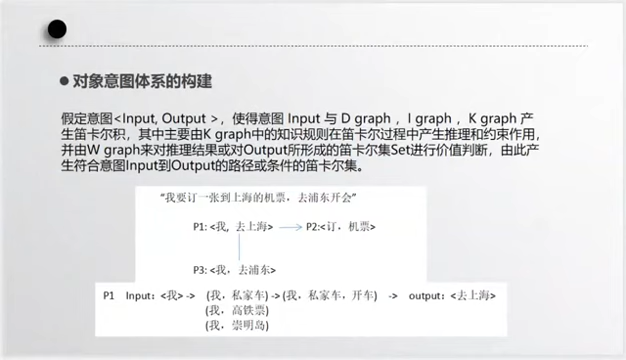 ● 对象意图体系的构建
假定意图<Input, Output >，使得意图 Input 与 D graph ，I graph ，K graph 产
生笛卡尔积，其中主要由K graph中的知识规则在笛卡尔过程中产生推理和约束作用，
并由W graph来对推理结果或对Output所形成的笛卡尔集Set进行价值判断，由此产
生符合意图Input到Output的路径或条件的笛卡尔集。
“我要订一张到上海的机票，去浦东开会”
P1: <我, 去上海> P2:<订，机票>
P3: <我，去浦东>
P1 Input：<我> -> (我，私家车) ->(我，私家车，开车) -> output：<去上海>
(我，高铁票)
(我，崇明岛)